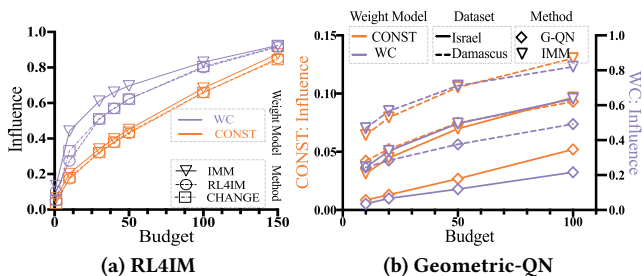 Weight Model Dataset Method
CONST Israel G-QN
WC Damascus IMM
(a)
1.0
0.8
0.6
0.4
0.2
0.0
Influence
WC
CONST
Weight Model
IMM
RL4IM
CHANGE
Method
0 50 100 150
Budget
(a) RL4IM
(b)
0.15
0.10
0.05
0.00
CONST: Influence
1.0
0.8
0.6
0.4
0.2
0.0
WC: Influence
0 50 100
Budget
(b) Geometric-QN